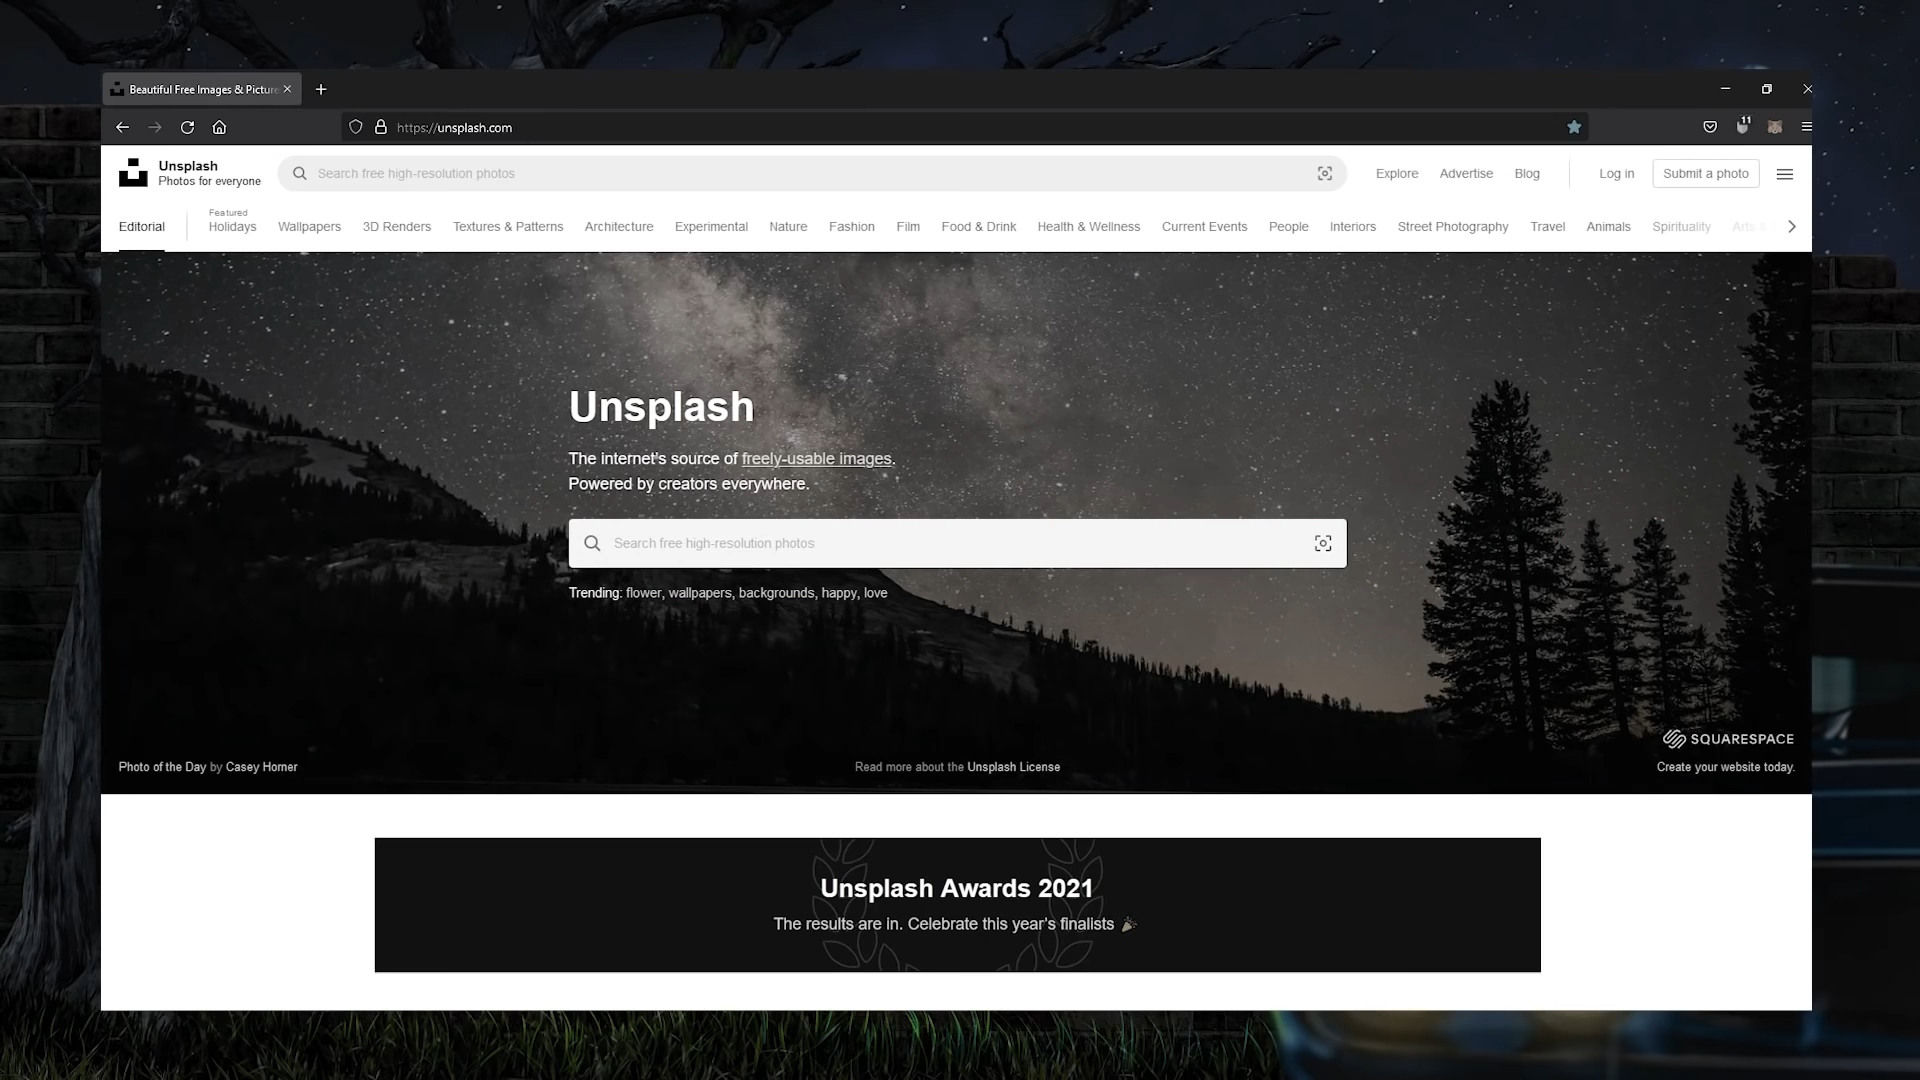 Beautiful Free Images & Picture
https://unsplash.com
11
Unsplash
Photos for everyone
Search free high-resolution photos
Explore
Advertise
Blog
Log in
Submit a photo
Editorial
Featured
Holidays
Wallpapers
3D Renders
Textures & Patterns
Architecture
Experimental
Nature
Fashion
Film
Food & Drink
Health & Wellness
Current Events
People
Interiors
Street Photography
Travel
Animals
Spirituality
Arts
Unsplash
The internet's source of freely-usable images.
Powered by creators everywhere.
Search free high-resolution photos
Trending: flower, wallpapers, backgrounds, happy, love
SQUARESPACE
Photo of the Day by Casey Horner
Read more about the Unsplash License
Create your website today.
Unsplash Awards 2021
The results are in. Celebrate this year's finalists